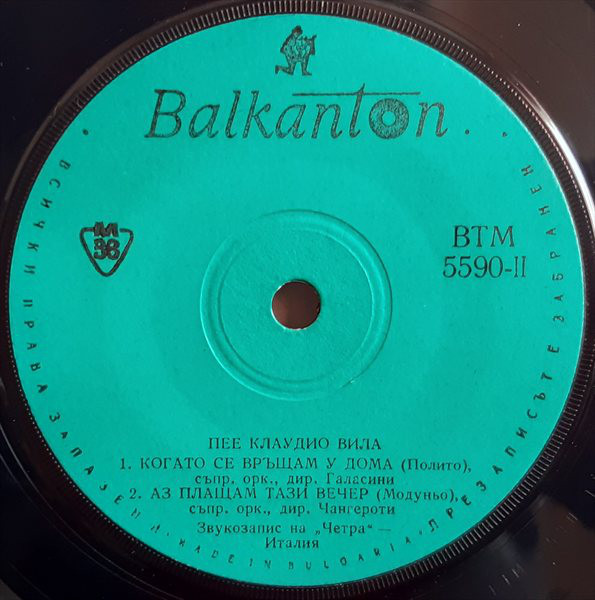 Balkanton
М
33
ВТМ
5590-II
ПЕЕ КЛАУДИО ВИЛА
1. КОГАТО СЕ ВРЪЩАМ У ДОМА (Полито),
съпр. орк., дир. Галасини
2. АЗ ПЛАЩАМ ТАЗИ ВЕЧЕР (Модуньо),
съпр. орк., дир. Чангероти
Звукозапис на „Четра“ —
Италия
ВСИЧКИ ПРАВА ЗАПАЗЕНИ. MADE IN BULGARIA. ПРЕЗАПИСЪТ Е ЗАБРАНЕН